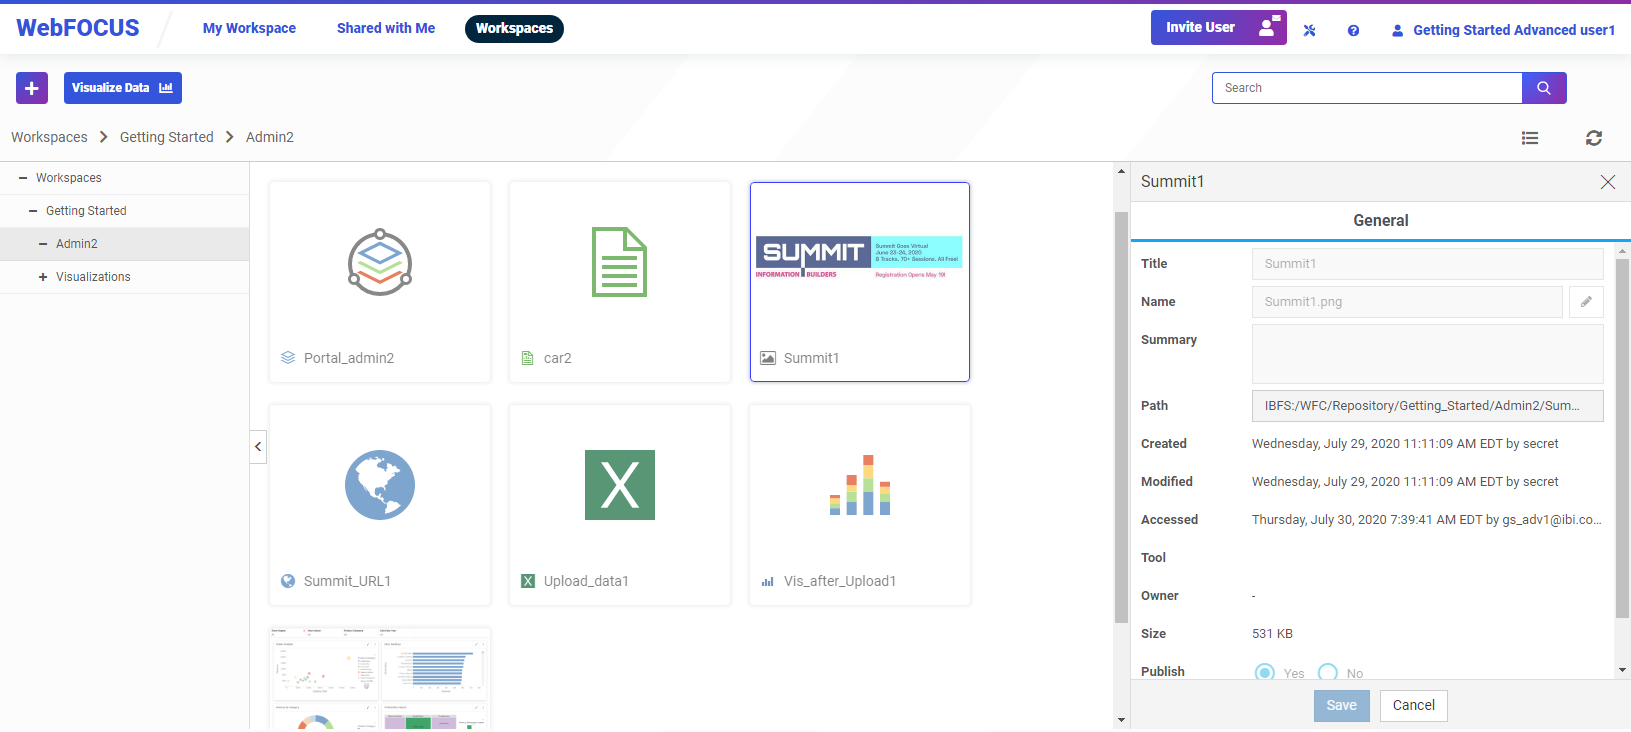 WebFOCUS
My Workspace
Shared with Me
Workspaces
Invite User
Getting Started Advanced user1
Visualize Data
Search
Workspaces
Getting Started
Admin2
Workspaces
Getting Started
Admin2
Visualizations
Portal_admin2
car2
SUMMIT
INFORMATION BUILDERS
Summit Goes Virtual
June 23-24, 2020
8 Tracks. 70+ Sessions. All Free!
Registration Opens May 19!
Summit1
Summit_URL1
X
Upload_data1
Vis_after_Upload1
Summit1
General
Title
Summit1
Name
Summit1.png
Summary
Path
IBFS:/WFC/Repository/Getting_Started/Admin2/Sum...
Created
Wednesday, July 29, 2020 11:11:09 AM EDT by secret
Modified
Wednesday, July 29, 2020 11:11:09 AM EDT by secret
Accessed
Thursday, July 30, 2020 7:39:41 AM EDT by gs_adv1@ibi.co...
Tool
Owner
-
Size
531 KB
Publish
Yes
No
Save
Cancel